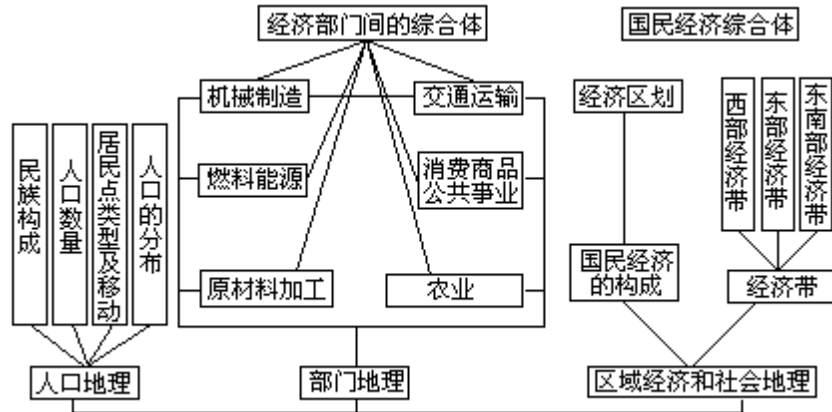 经济部门间的综合体
国民经济综合体
机械制造
交通运输
经济区划
西部经济带
东部经济带
东南部经济带
民族构成
人口数量
居民点类型及移动
人口的分布
燃料能源
消费商品
公共事业
原材料加工
农业
国民经济
的构成
经济带
人口地理
部门地理
区域经济和社会地理